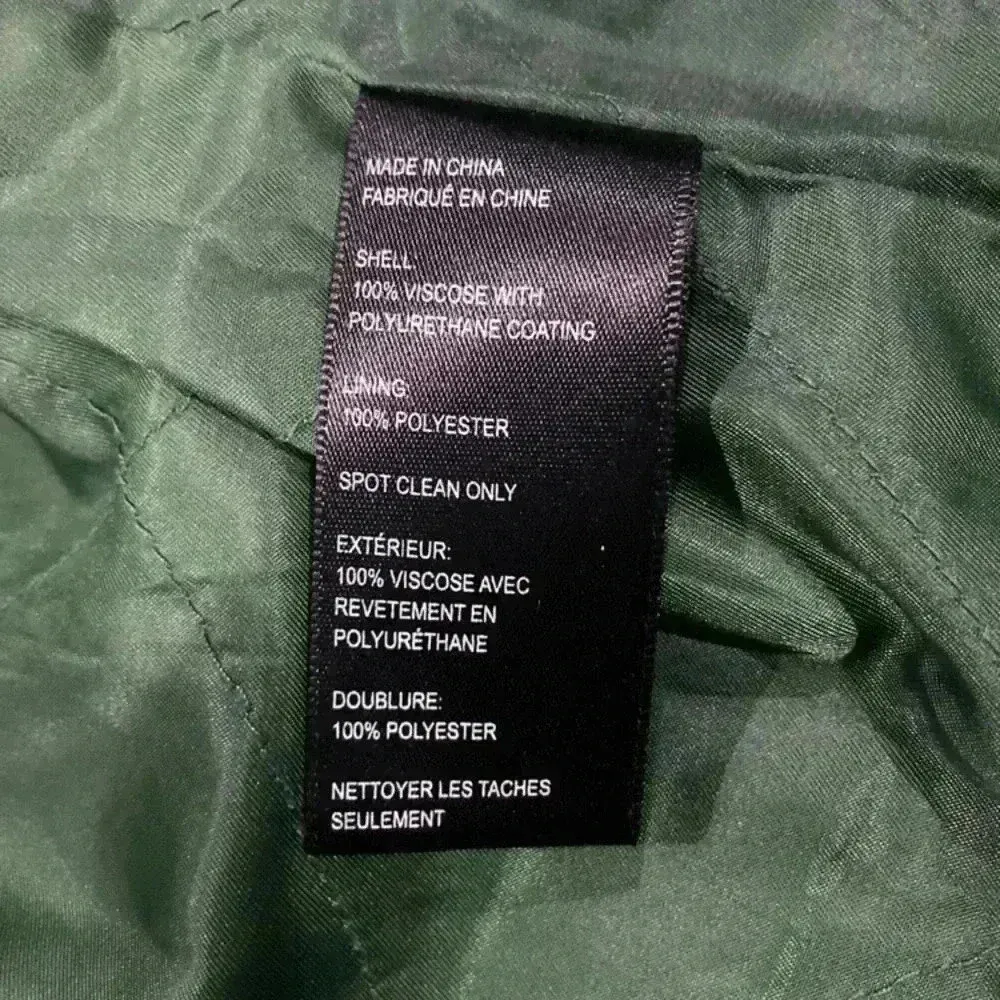 MADE IN CHINA
FABRIQUÉ EN CHINE
SHELL:
100% VISCOSE WITH
POLYURETHANE COATING
LINING:
100% POLYESTER
SPOT CLEAN ONLY
EXTÉRIEUR:
100% VISCOSE AVEC
REVETEMENT EN
POLYURÉTHANE
DOUBLURE:
100% POLYESTER
NETTOYER LES TACHES
SEULEMENT